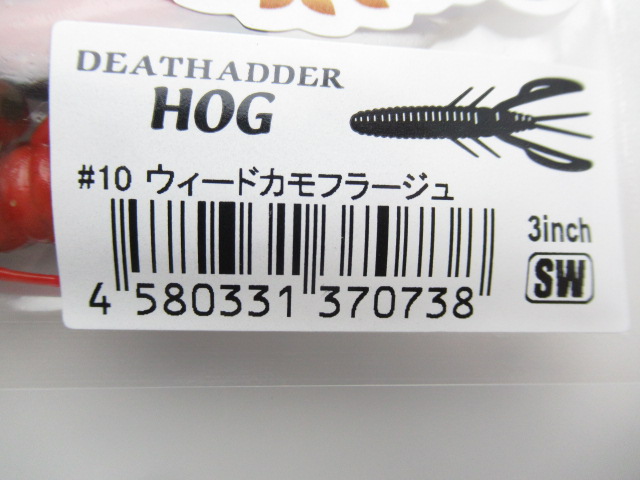 DEATHADDER
HOG
#10 ウィードカモフラージュ
3inch
SW
4 580331 370738